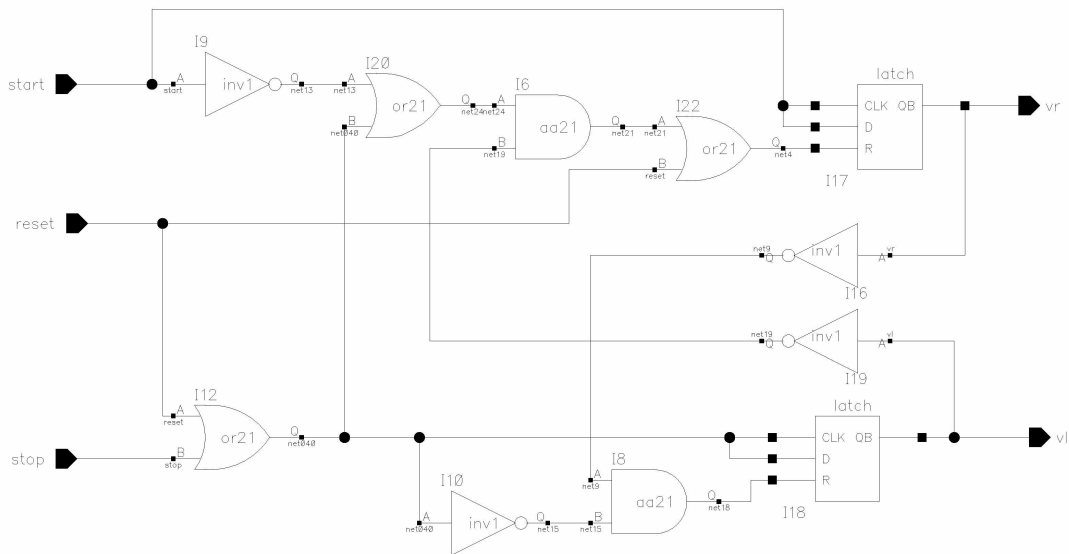 I9
I20
I6
I22
latch
start
A
start
inv1
Q
net13
A
net13
B
net040
or21
Q
net24
A
net24
B
net19
aa21
Q
net21
A
net21
B
reset
or21
Q
net4
CLK QB
D
R
I17
vr
reset
net9
Q
inv1
A
vr
I16
net19
Q
inv1
A
vl
I19
I12
A
reset
B
stop
or21
Q
net040
stop
latch
CLK QB
D
R
I18
vl
I10
A
net040
inv1
Q
net15
I8
A
net9
B
net15
aa21
Q
net18